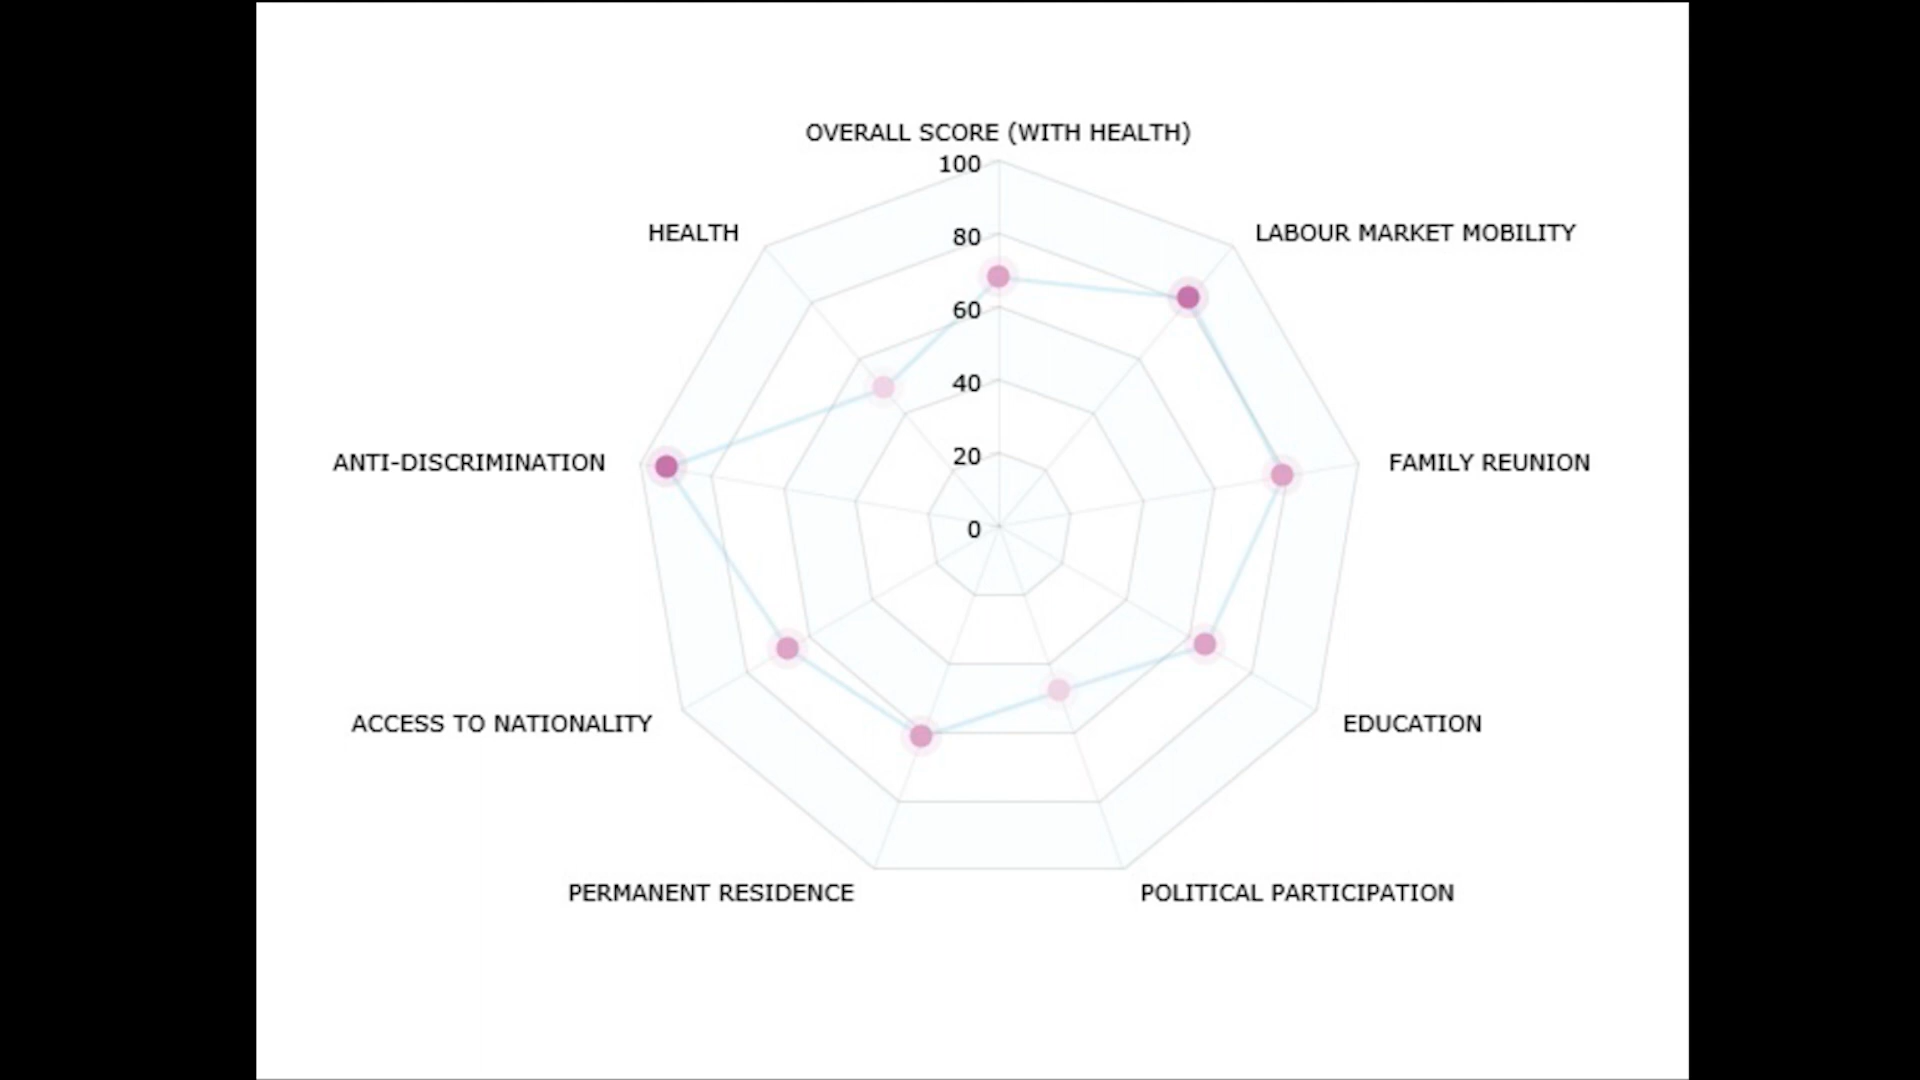 OVERALL SCORE (WITH HEALTH)
100
HEALTH
LABOUR MARKET MOBILITY
80
60
40
20
ANTI-DISCRIMINATION
FAMILY REUNION
0
ACCESS TO NATIONALITY
EDUCATION
PERMANENT RESIDENCE
POLITICAL PARTICIPATION